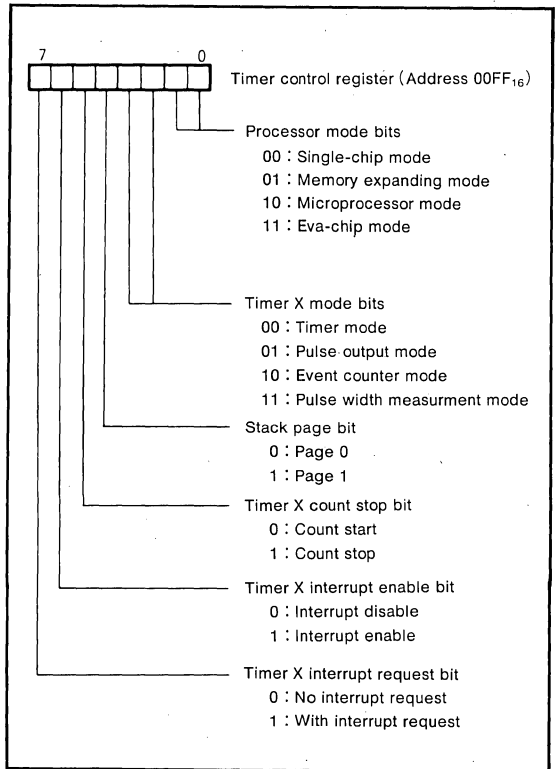 7 0
Timer control register (Address 00FF₁₆)
Processor mode bits
00 : Single-chip mode
01 : Memory expanding mode
10 : Microprocessor mode
11 : Eva-chip mode
Timer X mode bits
00 : Timer mode
01 : Pulse output mode
10 : Event counter mode
11 : Pulse width measurment mode
Stack page bit
0 : Page 0
1 : Page 1
Timer X count stop bit
0 : Count start
1 : Count stop
Timer X interrupt enable bit
0 : Interrupt disable
1 : Interrupt enable
Timer X interrupt request bit
0 : No interrupt request
1 : With interrupt request